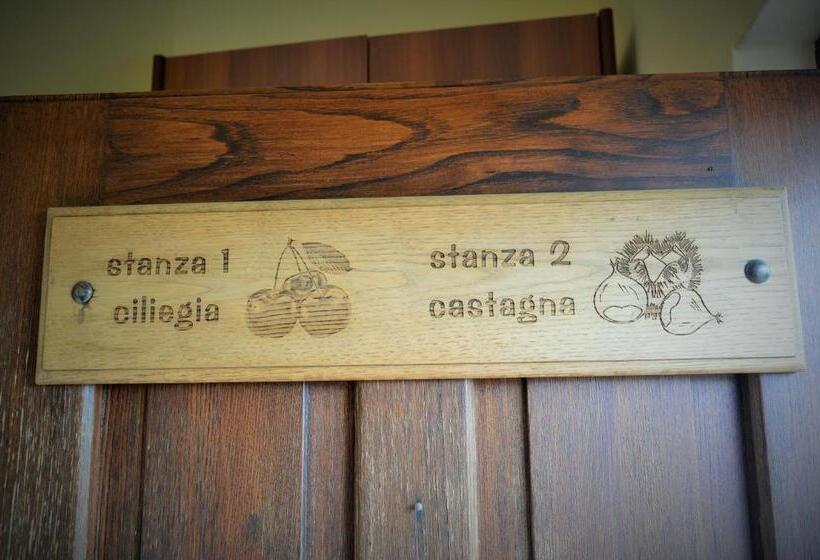 stanza 1
ciliegia
stanza 2
castagna